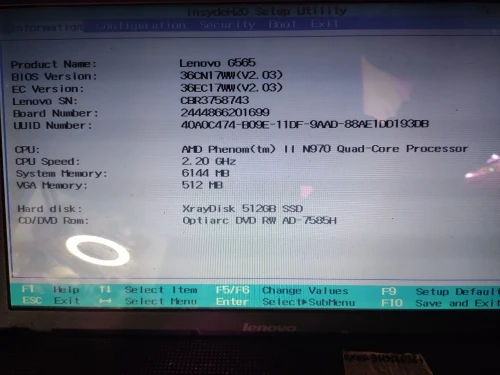 InsydeH2O Setup Utility
Information Configuration Security Boot Exit
Product Name: Lenovo G565
BIOS Version: 36CN17WW(V2.03)
EC Version: 36EC17WW(V2.03)
Lenovo SN: CBR3758743
Board Number: 2444866201699
UUID Number: 40A0C474-B09E-11DF-9AAD-88AE1DD193DB
CPU: AMD Phenom(tm) II N970 Quad-Core Processor
CPU Speed: 2.20 GHz
System Memory: 6144 MB
VGA Memory: 512 MB
Hard disk: XrayDisk 512GB SSD
CD/DVD Rom: Optiarc DVD RW AD-7585H
F1 Help ↑↓ Select Item F5/F6 Change Values F9 Setup Default
ESC Exit ↔ Select Menu Enter Select▶SubMenu F10 Save and Exit
lenovo